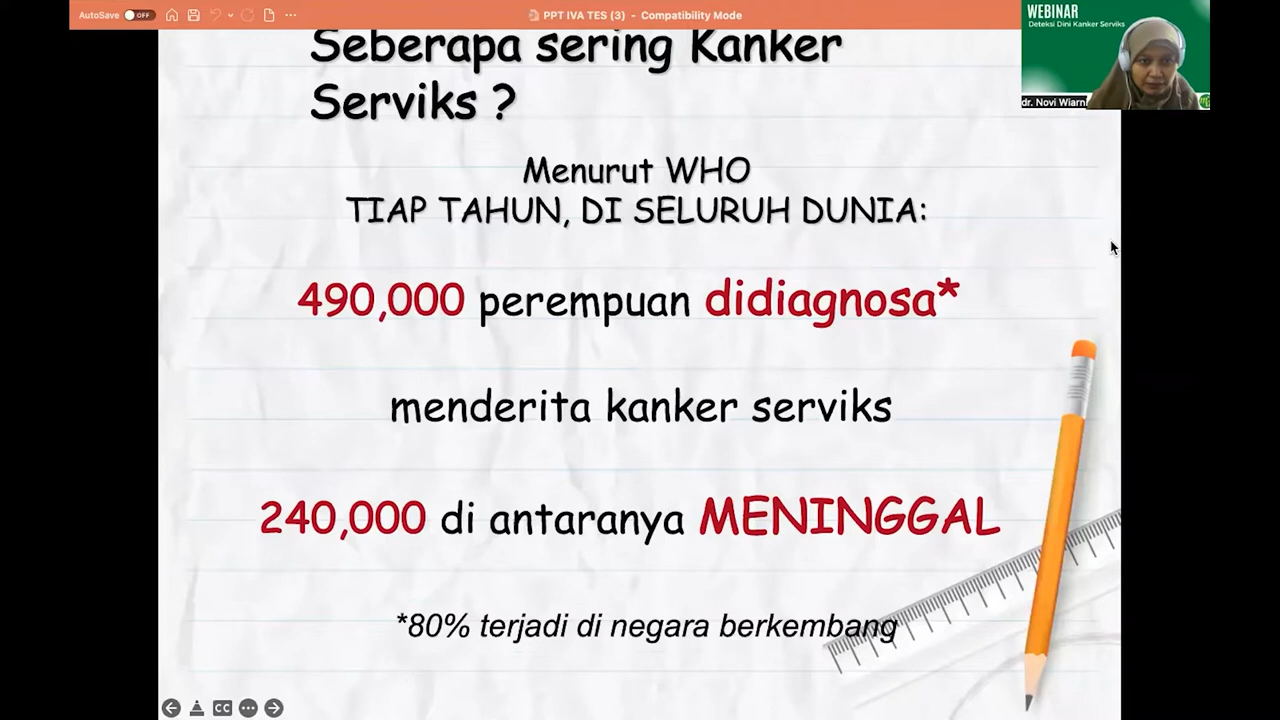 AutoSave OFF
PPT IVA TES (3) - Compatibility Mode
WEBINAR
Deteksi Dini Kanker Serviks
dr. Novi
Seberapa sering Kanker
Serviks ?
Menurut WHO
TIAP TAHUN, DI SELURUH DUNIA:
490,000 perempuan didiagnosa*
menderita kanker serviks
240,000 di antaranya MENINGGAL
*80% terjadi di negara berkembang
CC